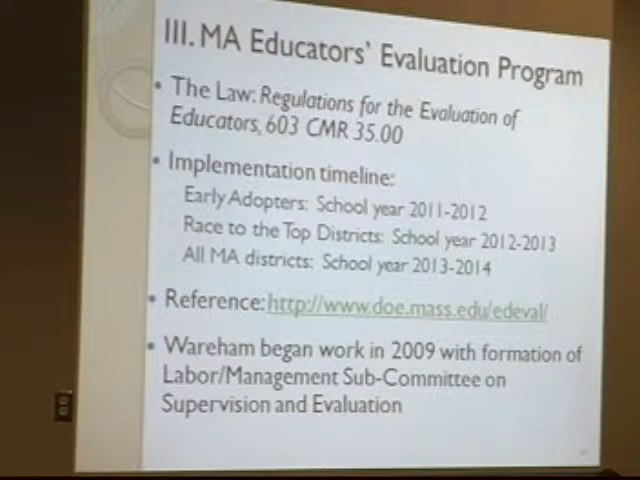 III. MA Educators' Evaluation Program
• The Law: Regulations for the Evaluation of
Educators, 603 CMR 35.00
• Implementation timeline:
Early Adopters: School year 2011-2012
Race to the Top Districts: School year 2012-2013
All MA districts: School year 2013-2014
• Reference: http://www.doe.mass.edu/edeval/
• Wareham began work in 2009 with formation of
Labor/Management Sub-Committee on
Supervision and Evaluation